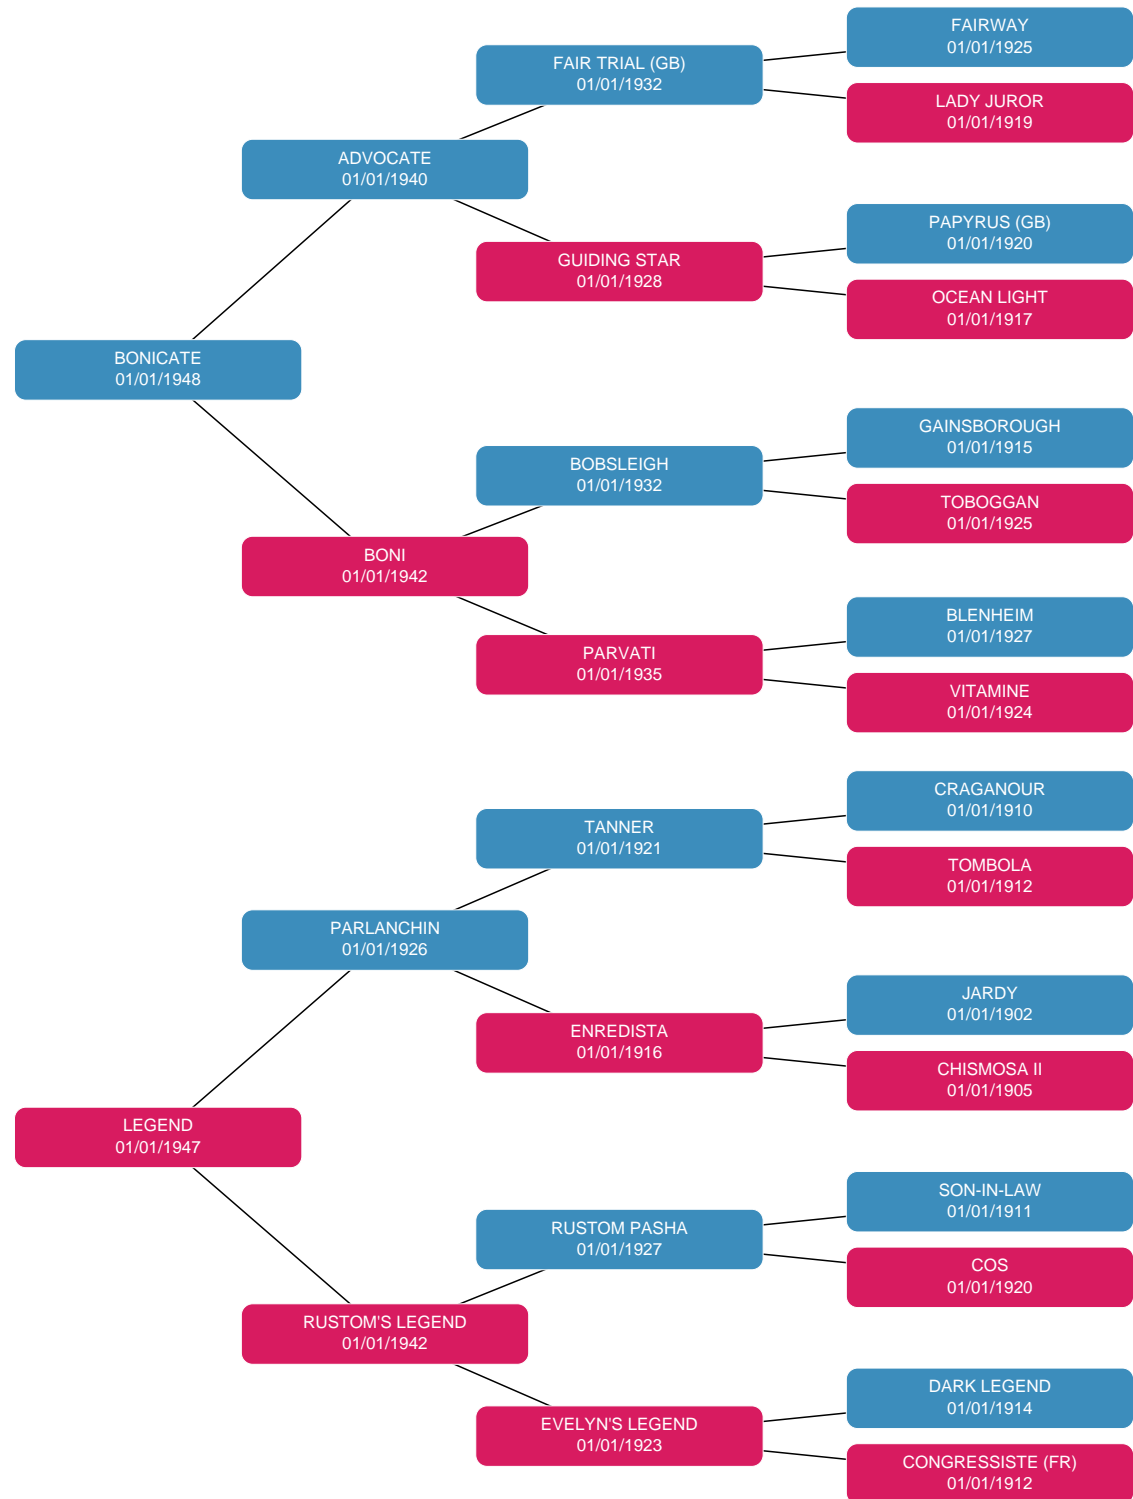 FAIRWAY
01/01/1925
FAIR TRIAL (GB)
01/01/1932
LADY JUROR
01/01/1919
ADVOCATE
01/01/1940
PAPYRUS (GB)
01/01/1920
GUIDING STAR
01/01/1928
OCEAN LIGHT
01/01/1917
BONICATE
01/01/1948
GAINSBOROUGH
01/01/1915
BOBSLEIGH
01/01/1932
TOBOGGAN
01/01/1925
BONI
01/01/1942
BLENHEIM
01/01/1927
PARVATI
01/01/1935
VITAMINE
01/01/1924
CRAGANOUR
01/01/1910
TANNER
01/01/1921
TOMBOLA
01/01/1912
PARLANCHIN
01/01/1926
JARDY
01/01/1902
ENREDISTA
01/01/1916
CHISMOSA II
01/01/1905
LEGEND
01/01/1947
SON-IN-LAW
01/01/1911
RUSTOM PASHA
01/01/1927
COS
01/01/1920
RUSTOM'S LEGEND
01/01/1942
DARK LEGEND
01/01/1914
EVELYN'S LEGEND
01/01/1923
CONGRESSISTE (FR)
01/01/1912